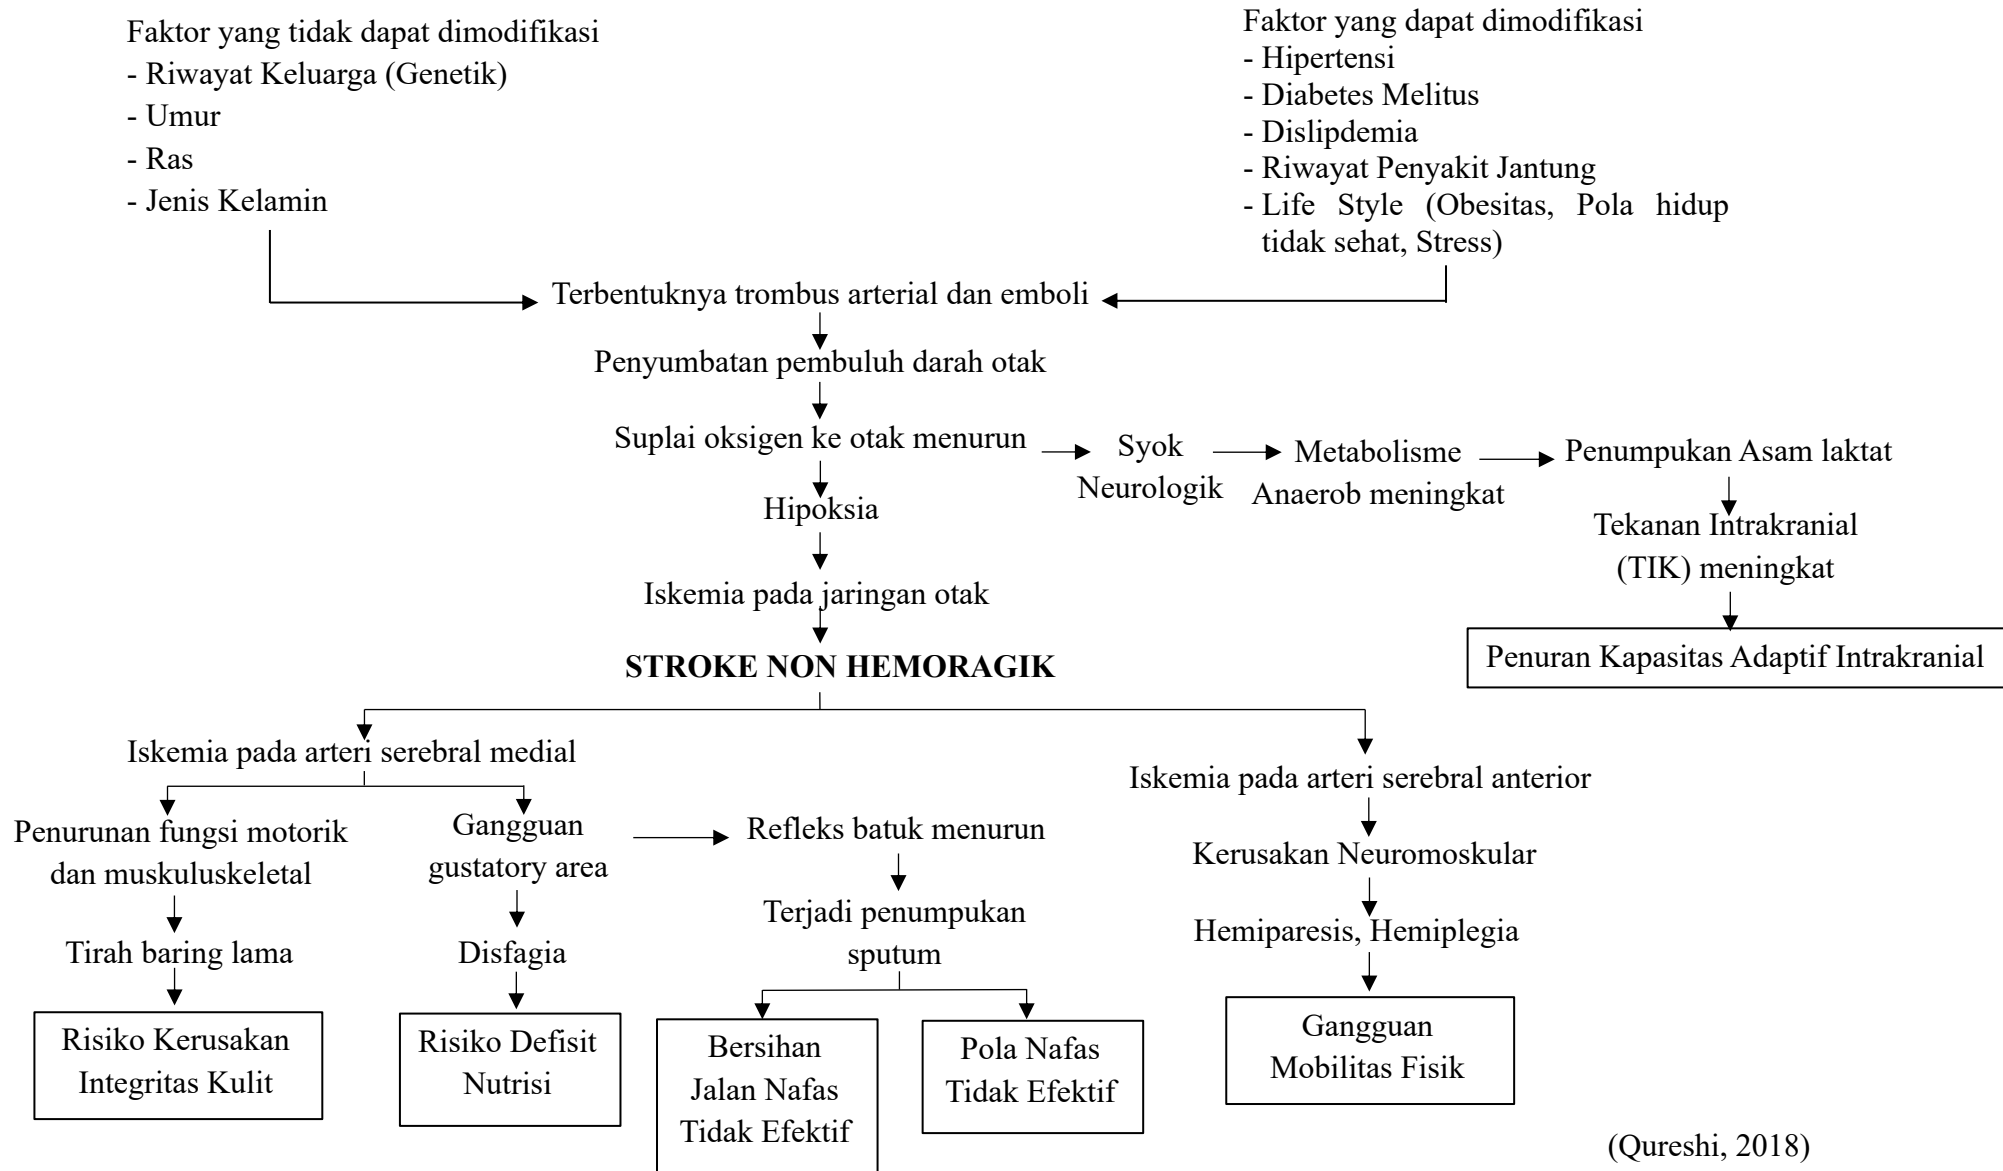 Faktor yang tidak dapat dimodifikasi
- Riwayat Keluarga (Genetik)
- Umur
- Ras
- Jenis Kelamin
Faktor yang dapat dimodifikasi
- Hipertensi
- Diabetes Melitus
- Dislipdemia
- Riwayat Penyakit Jantung
- Life Style (Obesitas, Pola hidup
tidak sehat, Stress)
Terbentuknya trombus arterial dan emboli
Penyumbatan pembuluh darah otak
Suplai oksigen ke otak menurun
Syok
Neurologik
Metabolisme
Anaerob meningkat
Penumpukan Asam laktat
Tekanan Intrakranial
(TIK) meningkat
Penuran Kapasitas Adaptif Intrakranial
Hipoksia
Iskemia pada jaringan otak
STROKE NON HEMORAGIK
Iskemia pada arteri serebral medial
Penurunan fungsi motorik
dan muskuluskeletal
Tirah baring lama
Risiko Kerusakan
Integritas Kulit
Gangguan
gustatory area
Disfagia
Risiko Defisit
Nutrisi
Refleks batuk menurun
Terjadi penumpukan
sputum
Bersihan
Jalan Nafas
Tidak Efektif
Pola Nafas
Tidak Efektif
Iskemia pada arteri serebral anterior
Kerusakan Neuromoskular
Hemiparesis, Hemiplegia
Gangguan
Mobilitas Fisik
(Qureshi, 2018)